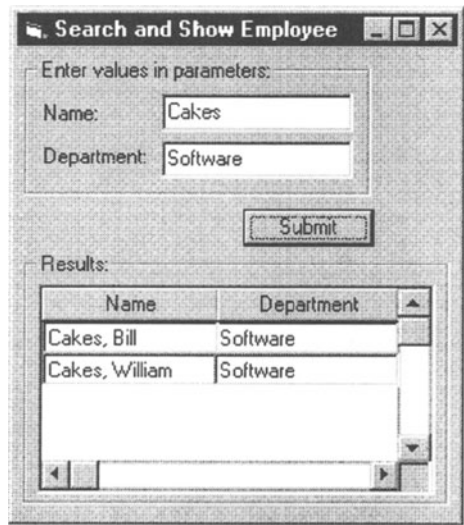 Search and Show Employee
Enter values in parameters:
Name: Cakes
Department: Software
Submit
Results:
Name Department
Cakes, Bill Software
Cakes, William Software